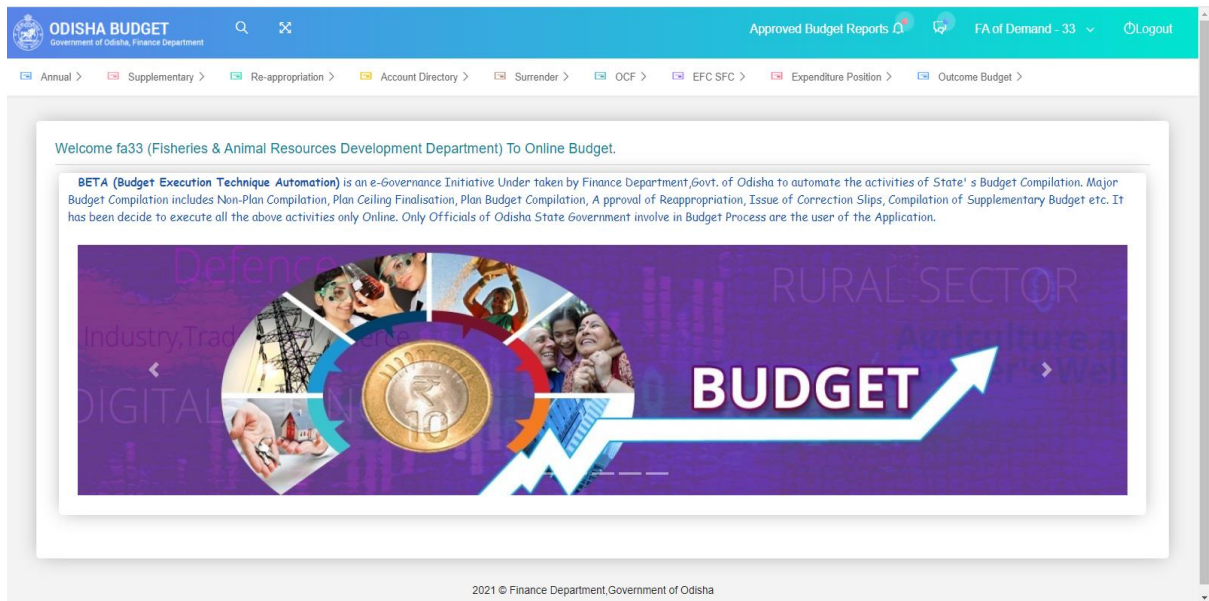 ODISHA BUDGET
Government of Odisha, Finance Department
Approved Budget Reports
FA of Demand - 33
Logout
Annual >
Supplementary >
Re-appropriation >
Account Directory >
Surrender >
OCF >
EFC SFC >
Expenditure Position >
Outcome Budget >
Welcome fa33 (Fisheries & Animal Resources Development Department) To Online Budget.
BETA (Budget Execution Technique Automation) is an e-Governance Initiative Under taken by Finance Department,Govt. of Odisha to automate the activities of State' s Budget Compilation. Major
Budget Compilation includes Non-Plan Compilation, Plan Ceiling Finalisation, Plan Budget Compilation, A pproval of Reappropriation, Issue of Correction Slips, Compilation of Supplementary Budget etc. It
has been decide to execute all the above activities only Online. Only Officials of Odisha State Government involve in Budget Process are the user of the Application.
Defence
RURAL SECTOR
Industry,Trad
DIGITAL
₹
10
BUDGET
2021 © Finance Department,Government of Odisha